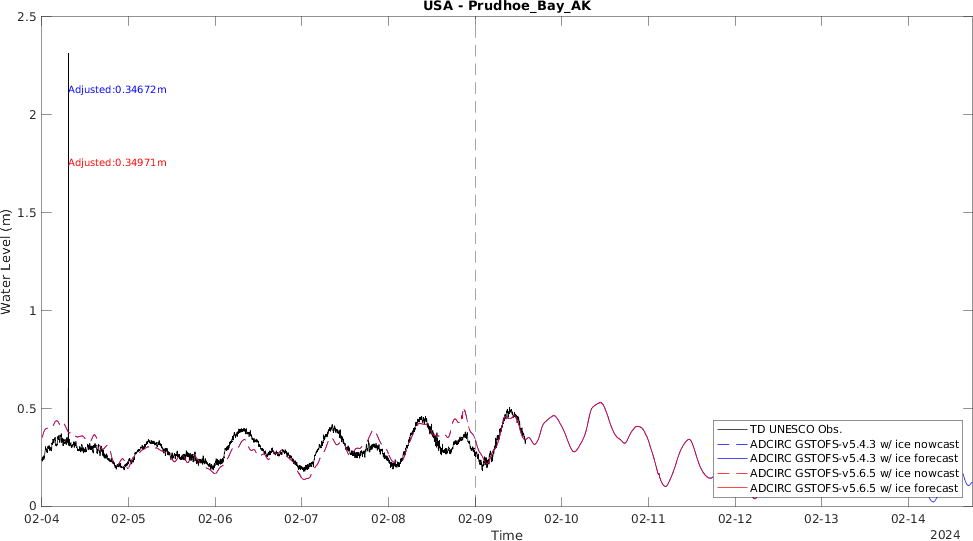 USA - Prudhoe_Bay_AK
2.5
2
1.5
1
0.5
0
Water Level (m)
Adjusted:0.34672m
Adjusted:0.34971m
TD UNESCO Obs.
ADCIRC GSTOFS-v5.4.3 w/ ice nowcast
ADCIRC GSTOFS-v5.4.3 w/ ice forecast
ADCIRC GSTOFS-v5.6.5 w/ ice nowcast
ADCIRC GSTOFS-v5.6.5 w/ ice forecast
02-04 02-05 02-06 02-07 02-08 02-09 02-10 02-11 02-12 02-13 02-14
Time
2024